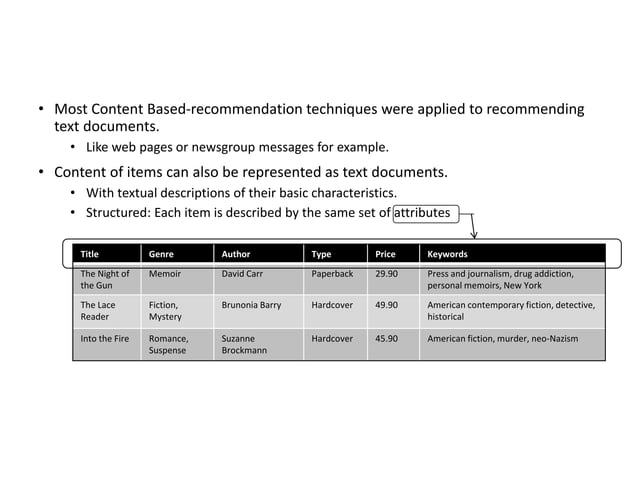 • Most Content Based-recommendation techniques were applied to recommending
text documents.
• Like web pages or newsgroup messages for example.
• Content of items can also be represented as text documents.
• With textual descriptions of their basic characteristics.
• Structured: Each item is described by the same set of attributes
Title Genre Author Type Price Keywords
The Night of Memoir David Carr Paperback 29.90 Press and journalism, drug addiction,
the Gun personal memoirs, New York
The Lace Fiction, Brunonia Barry Hardcover 49.90 American contemporary fiction, detective,
Reader Mystery historical
Into the Fire Romance, Suzanne Hardcover 45.90 American fiction, murder, neo-Nazism
Suspense Brockmann